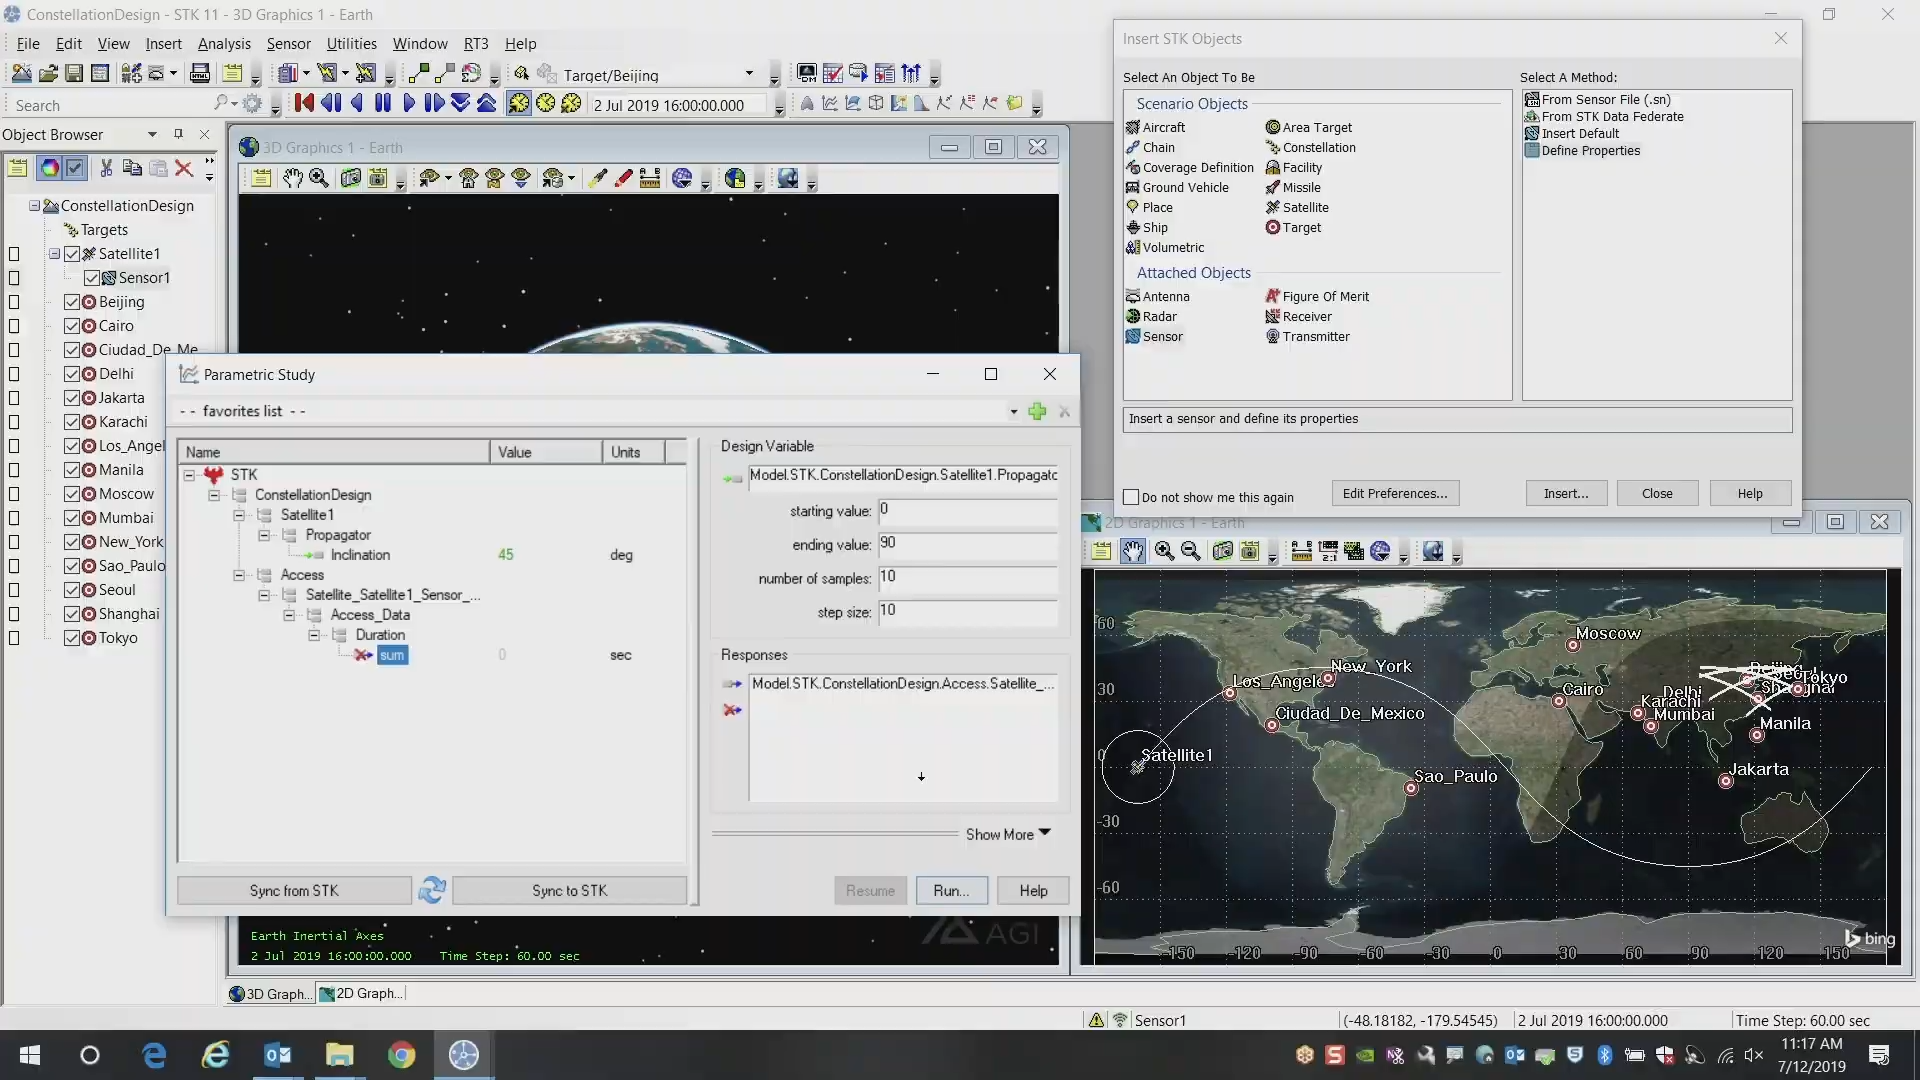 ConstellationDesign - STK 11 - 3D Graphics 1 - Earth
File Edit View Insert Analysis Sensor Utilities Window RT3 Help
Target/Beijing
Search
2 Jul 2019 16:00:00.000
Object Browser
ConstellationDesign
Targets
Satellite1
Sensor1
Beijing
Cairo
Ciudad_De_Me
Delhi
Jakarta
Karachi
Los_Angel
Manila
Moscow
Mumbai
New_York
Sao_Paulo
Seoul
Shanghai
Tokyo
3D Graphics 1 - Earth
Parametric Study
- - favorites list - -
Name Value Units
STK
ConstellationDesign
Satellite1
Propagator
Inclination 45 deg
Access
Satellite_Satellite1_Sensor_...
Access_Data
Duration
sum 0 sec
Sync from STK Sync to STK
Design Variable
Model.STK.ConstellationDesign.Satellite1.Propagato
starting value: 0
ending value: 90
number of samples: 10
step size: 10
Responses
Model.STK.ConstellationDesign.Access.Satellite_...
Show More
Resume Run... Help
Earth Inertial Axes
2 Jul 2019 16:00:00.000 Time Step: 60.00 sec
AGI
3D Graph... 2D Graph...
Insert STK Objects
Select An Object To Be
Scenario Objects
Aircraft Area Target
Chain Constellation
Coverage Definition Facility
Ground Vehicle Missile
Place Satellite
Ship Target
Volumetric
Attached Objects
Antenna Figure Of Merit
Radar Receiver
Sensor Transmitter
Select A Method:
From Sensor File (.sn)
From STK Data Federate
Insert Default
Define Properties
Insert a sensor and define its properties
Do not show me this again Edit Preferences... Insert... Close Help
2D Graphics 1 - Earth
60
30
0
-30
-60
Moscow
New_York
Los_Angeles
Ciudad_De_Mexico
Cairo
Delhi
Karachi
Mumbai
Beijing
Tokyo
Shanghai
Manila
Satellite1
Sao_Paulo
Jakarta
-150 -120 -90 -60 -30 0 30 60 90 120 150
bing
Sensor1 (-48.18182, -179.54545) 2 Jul 2019 16:00:00.000 Time Step: 60.00 sec
11:17 AM
7/12/2019